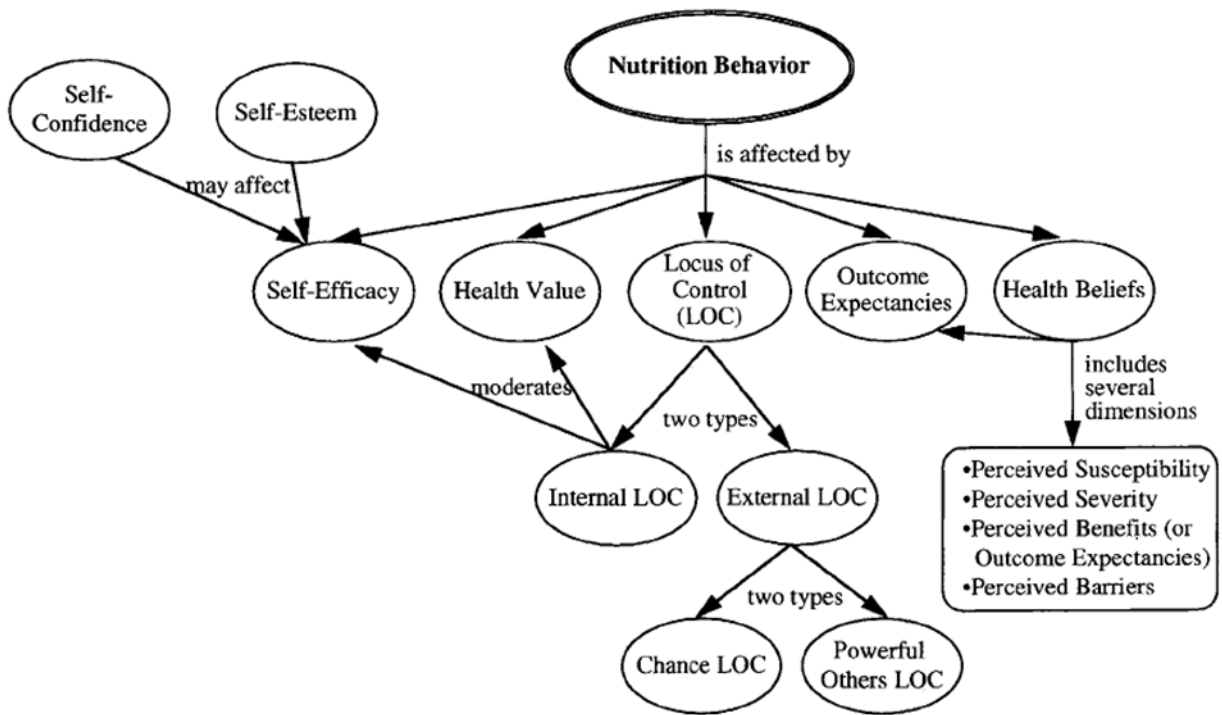 Nutrition Behavior
Self-
Confidence
Self-Esteem
is affected by
may affect
Self-Efficacy
Health Value
Locus of
Control
(LOC)
Outcome
Expectancies
Health Beliefs
moderates
two types
includes
several
dimensions
Internal LOC
External LOC
•Perceived Susceptibility
•Perceived Severity
•Perceived Benefits (or
Outcome Expectancies)
•Perceived Barriers
two types
Chance LOC
Powerful
Others LOC